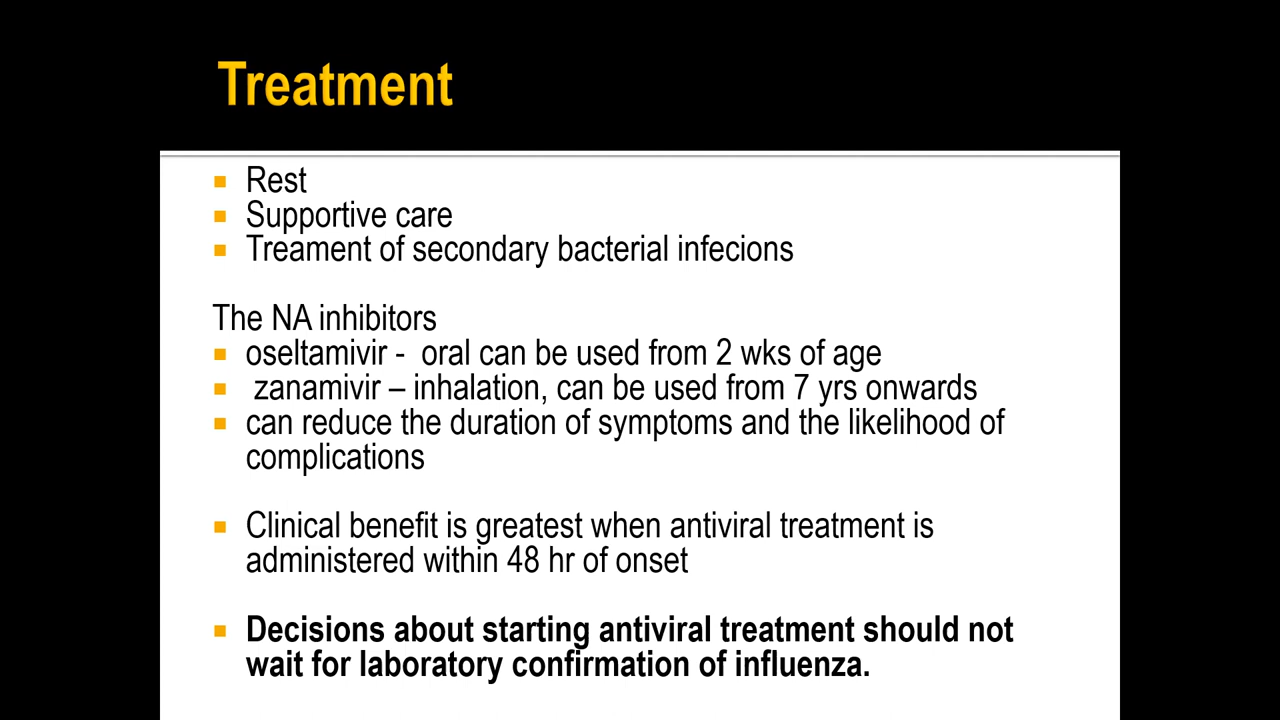 Treatment
▪ Rest
▪ Supportive care
▪ Treament of secondary bacterial infecions
The NA inhibitors
▪ oseltamivir - oral can be used from 2 wks of age
▪ zanamivir – inhalation, can be used from 7 yrs onwards
▪ can reduce the duration of symptoms and the likelihood of
complications
▪ Clinical benefit is greatest when antiviral treatment is
administered within 48 hr of onset
▪ Decisions about starting antiviral treatment should not
wait for laboratory confirmation of influenza.